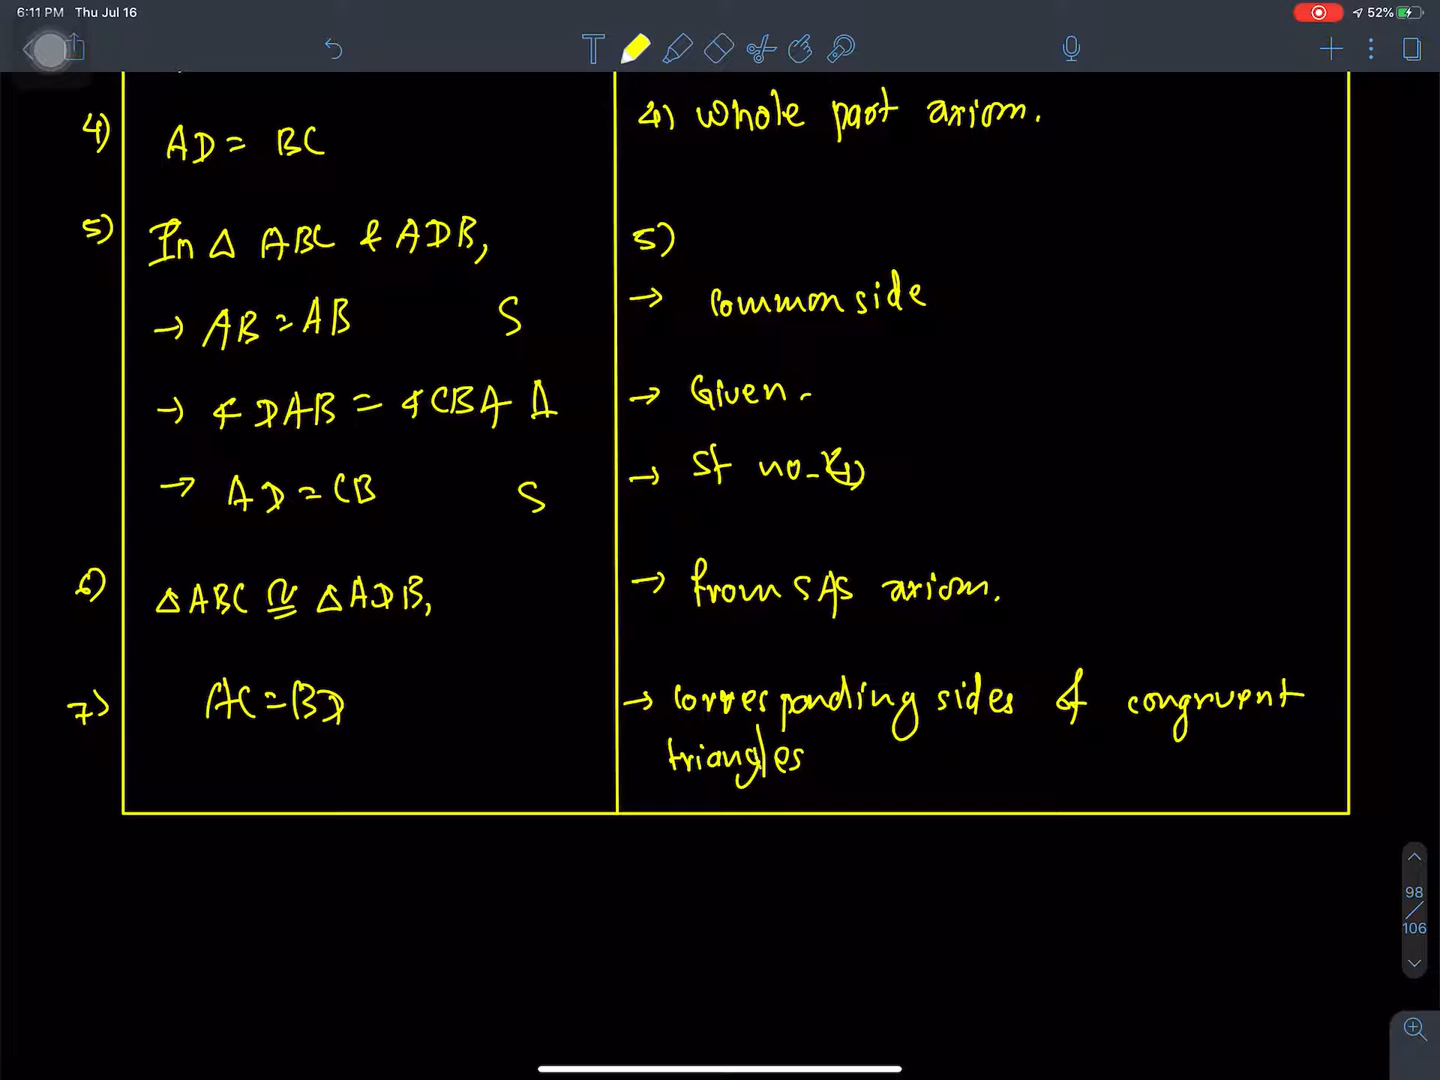 6:11 PM Thu Jul 16
52%
4) AD = BC
4) whole part axiom.
5) In △ ABC & ADB,
5)
→ AB = AB S
→ common side
→ ∢ DAB = ∢ CBA A
→ Given.
→ AD = CB S
→ St no-
6) △ABC ≅ △ADB,
→ from SAS axiom.
7) AC = BD
→ corresponding sides of congruent
triangles
98
106